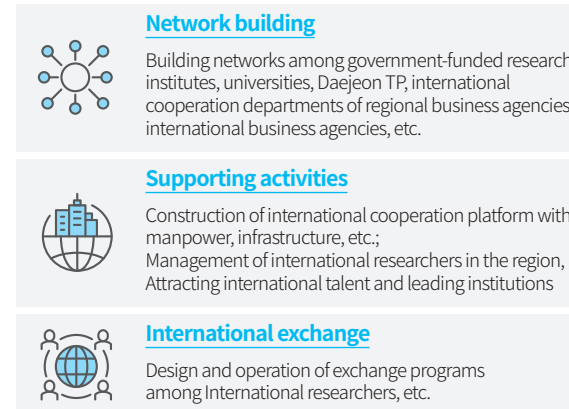 Network building
Building networks among government-funded research
institutes, universities, Daejeon TP, international
cooperation departments of regional business agencies
international business agencies, etc.
Supporting activities
Construction of international cooperation platform with
manpower, infrastructure, etc.;
Management of international researchers in the region,
Attracting international talent and leading institutions
International exchange
Design and operation of exchange programs
among International researchers, etc.